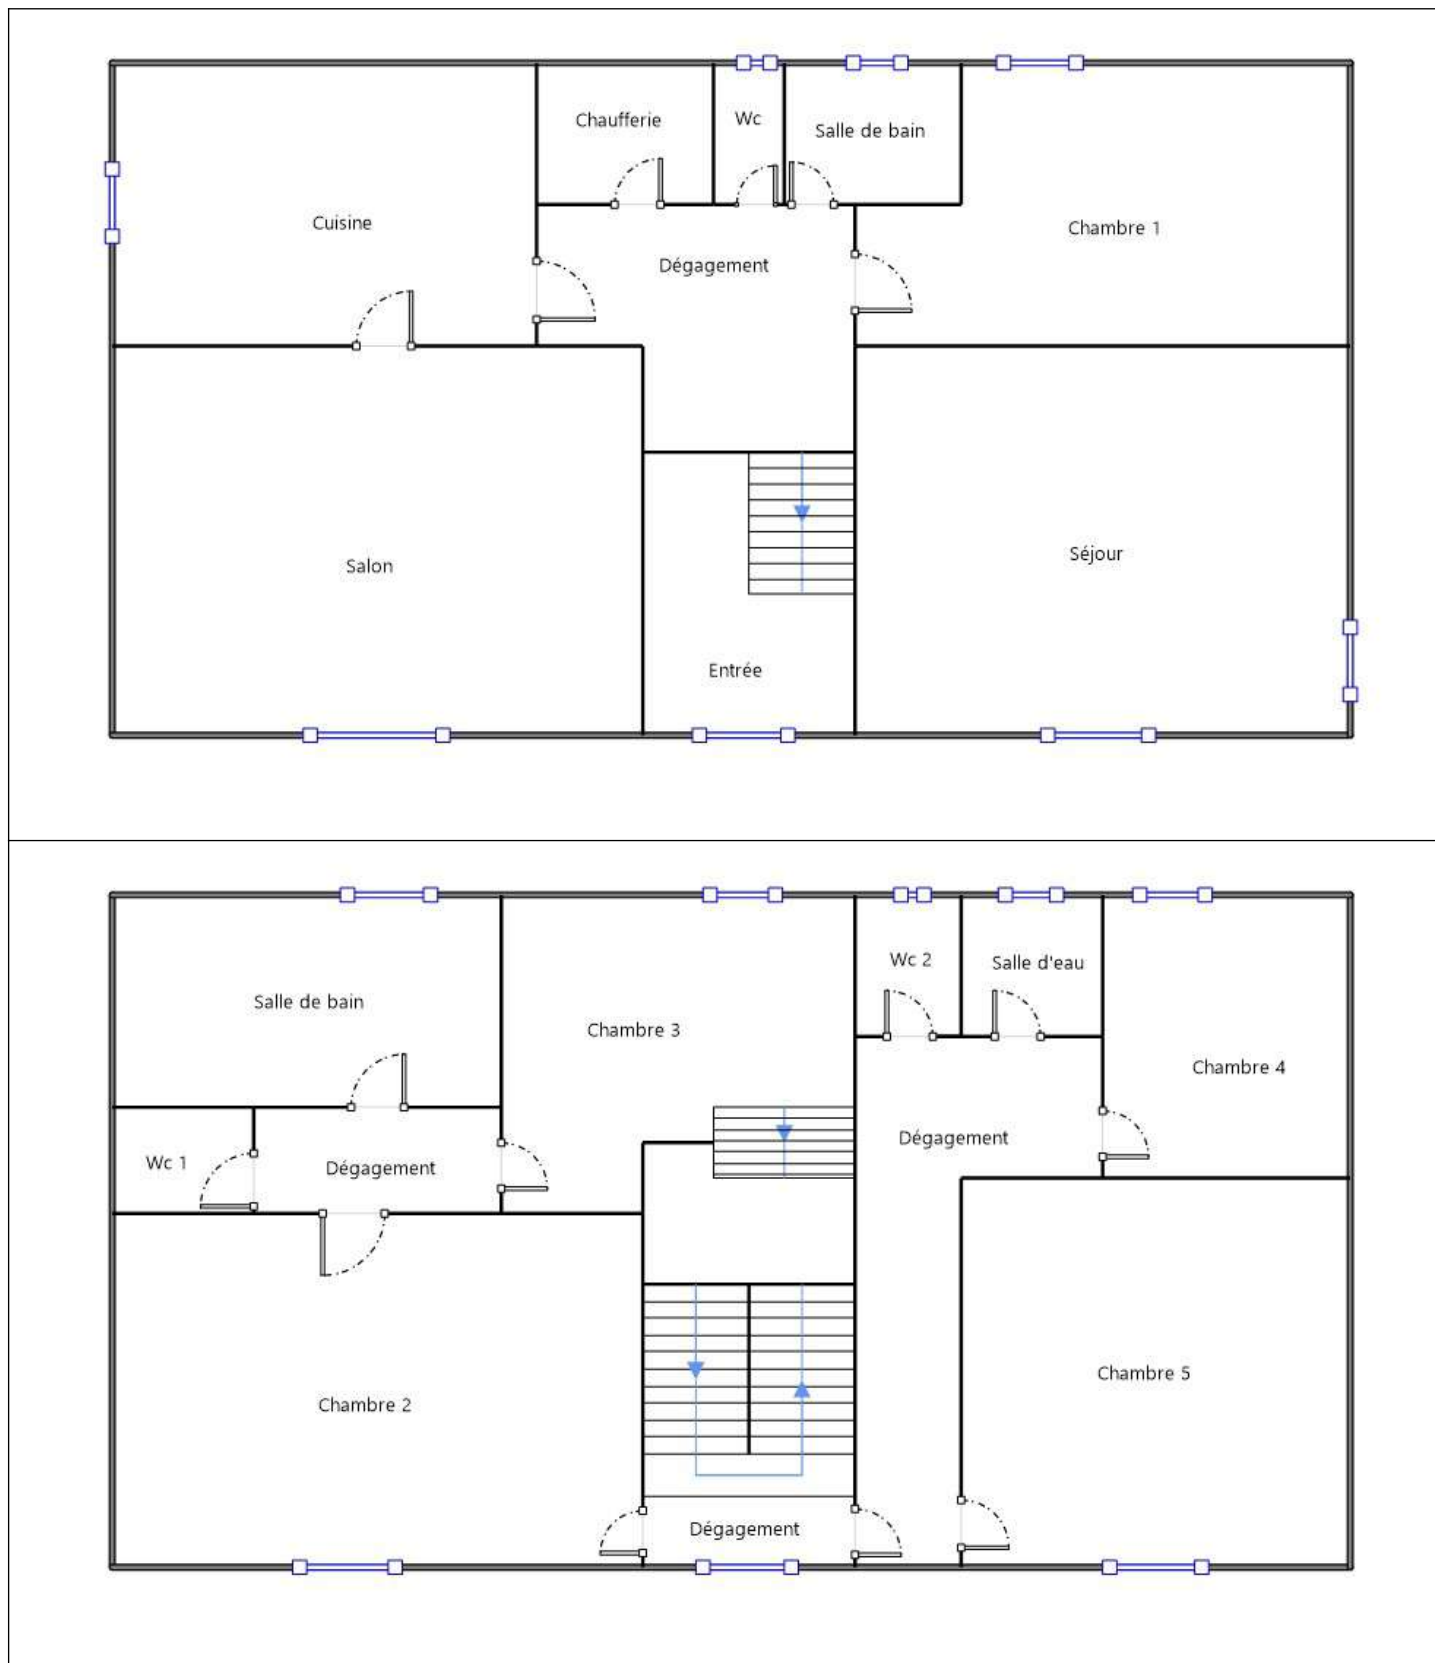 Chaufferie
Wc
Salle de bain
Cuisine
Chambre 1
Dégagement
Salon
Séjour
Entrée
Wc 2
Salle d'eau
Salle de bain
Chambre 3
Chambre 4
Dégagement
Wc 1
Dégagement
Chambre 5
Chambre 2
Dégagement